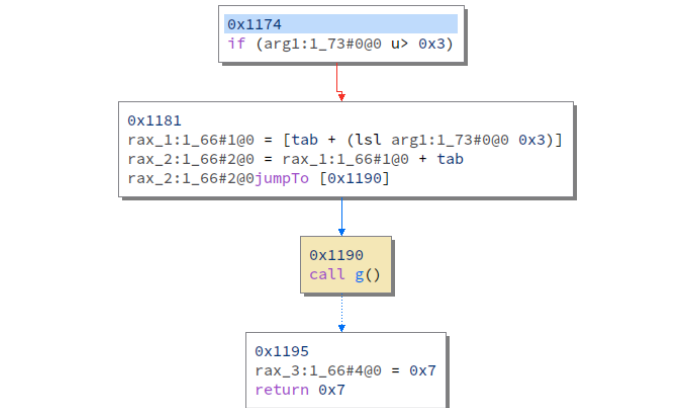 0x1174
if (arg1:1_73#0@0 u> 0x3)
0x1181
rax_1:1_66#1@0 = [tab + (lsl arg1:1_73#0@0 0x3)]
rax_2:1_66#2@0 = rax_1:1_66#1@0 + tab
rax_2:1_66#2@0jumpTo [0x1190]
0x1190
call g()
0x1195
rax_3:1_66#4@0 = 0x7
return 0x7